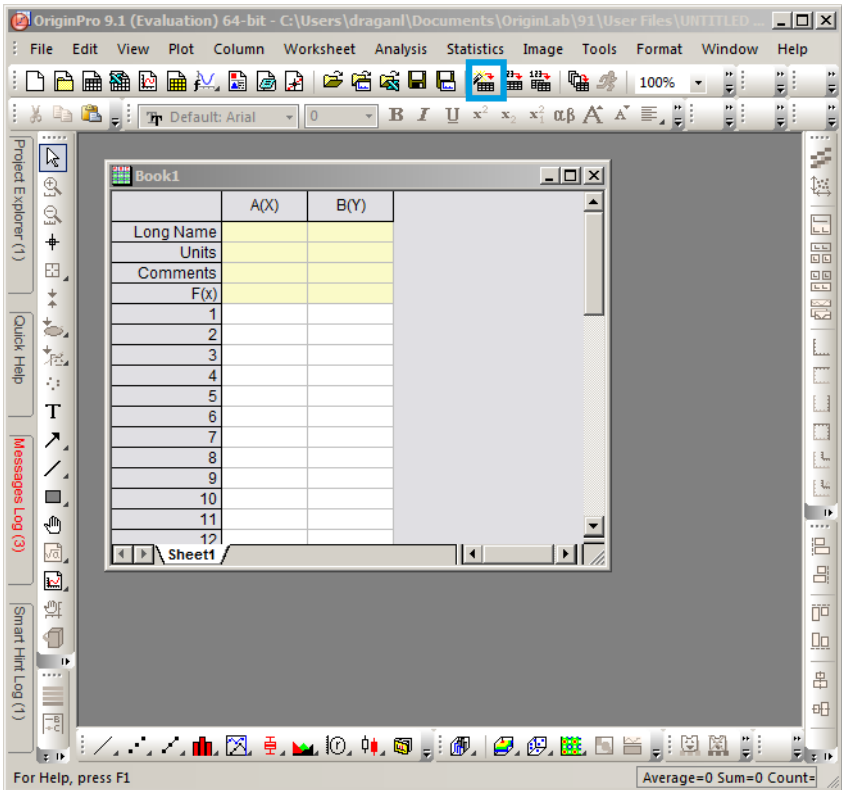 OriginPro 9.1 (Evaluation) 64-bit - C:\Users\draganl\Documents\OriginLab\91\User Files\UNTITLED ...
File Edit View Plot Column Worksheet Analysis Statistics Image Tools Format Window Help
100%
Default: Arial 0 B I U x² x₂ αβ A A
Project Explorer (1)
Quick Help
Messages Log (3)
Smart Hint Log (1)
T
Book1
A(X) B(Y)
Long Name
Units
Comments
F(x)
1
2
3
4
5
6
7
8
9
10
11
12
Sheet1
For Help, press F1
Average=0 Sum=0 Count=